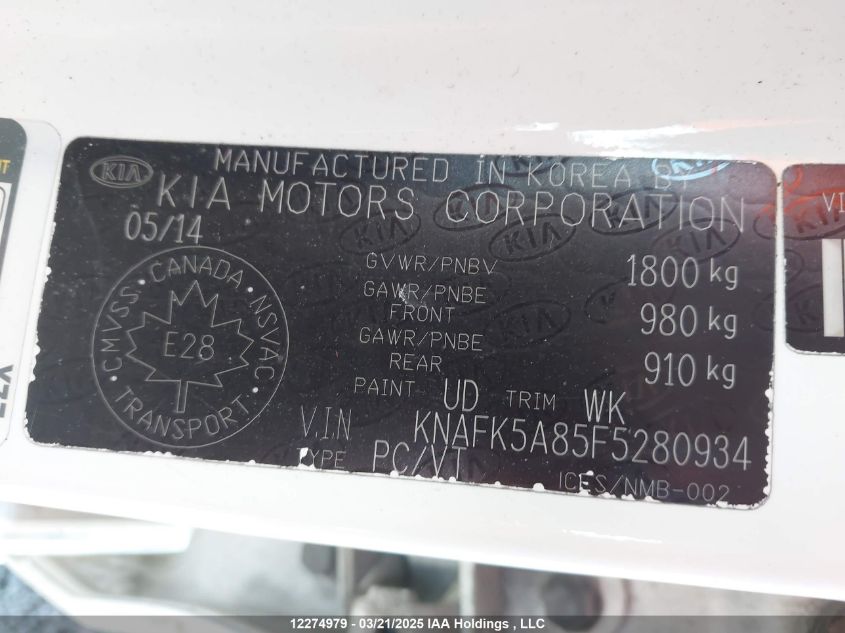 MANUFACTURED IN KOREA BY
KIA
KIA MOTORS CORPORATION
05/14
GVWR/PNBV 1800 kg
GAWR/PNBE
FRONT 980 kg
GAWR/PNBE
REAR 910 kg
PAINT UD TRIM WK
CMVSS · CANADA · NSVAC · TRANSPORT
E28
V.I.N KNAFK5A85F5280934
TYPE PC/VT
ICES/NMB-002
12274979 - 03/21/2025 IAA Holdings, LLC